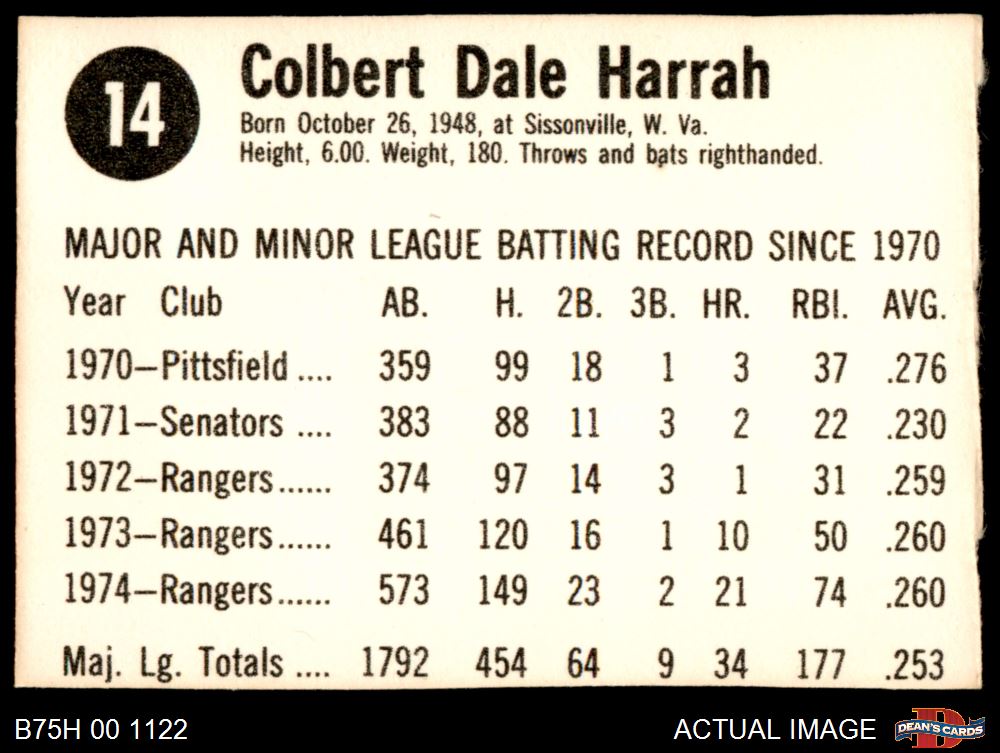 14
Colbert Dale Harrah
Born October 26, 1948, at Sissonville, W. Va.
Height, 6.00. Weight, 180. Throws and bats righthanded.
MAJOR AND MINOR LEAGUE BATTING RECORD SINCE 1970
Year Club AB. H. 2B. 3B. HR. RBI. AVG.
1970—Pittsfield .... 359 99 18 1 3 37 .276
1971—Senators .... 383 88 11 3 2 22 .230
1972—Rangers...... 374 97 14 3 1 31 .259
1973—Rangers...... 461 120 16 1 10 50 .260
1974—Rangers...... 573 149 23 2 21 74 .260
Maj. Lg. Totals .... 1792 454 64 9 34 177 .253
B75H 00 1122 ACTUAL IMAGE DEAN'S CARDS